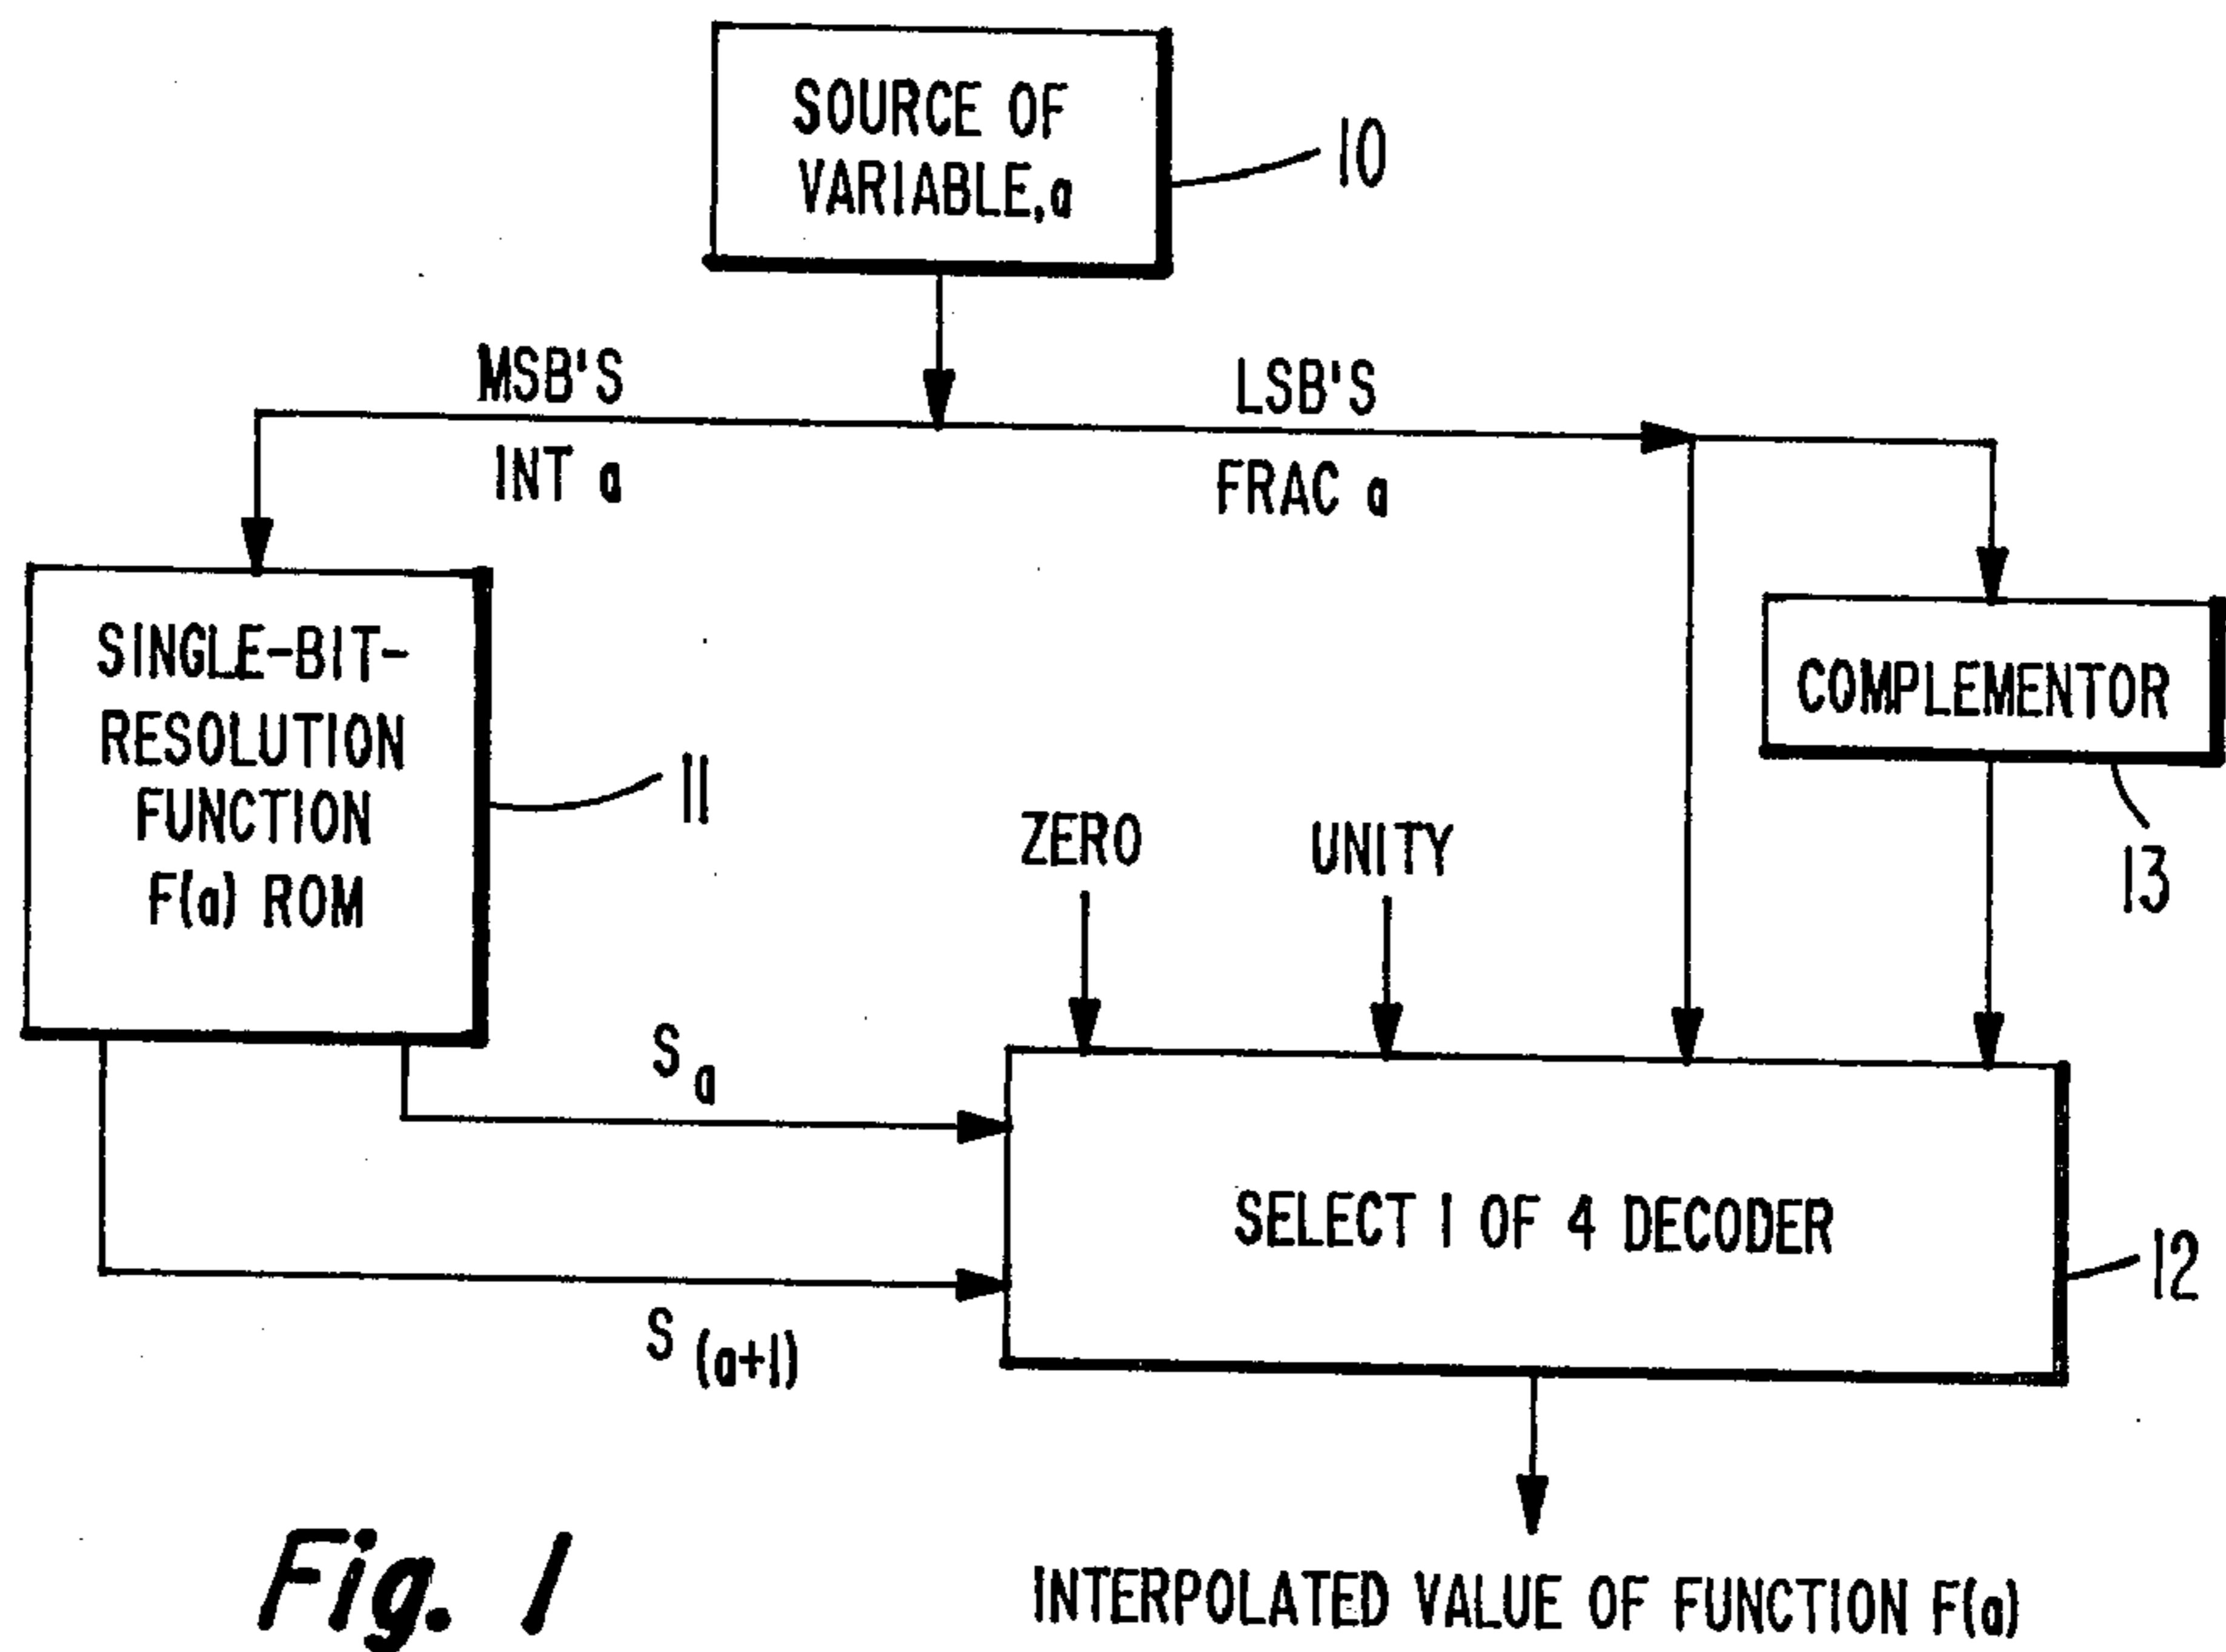 SOURCE OF
VARIABLE, a
10
MSB'S
LSB'S
INT a
FRAC a
SINGLE-BIT-
RESOLUTION
FUNCTION
F(a) ROM
11
COMPLEMENTOR
13
ZERO
UNITY
S a
S (a+1)
SELECT 1 OF 4 DECODER
12
Fig. 1
INTERPOLATED VALUE OF FUNCTION F(a)